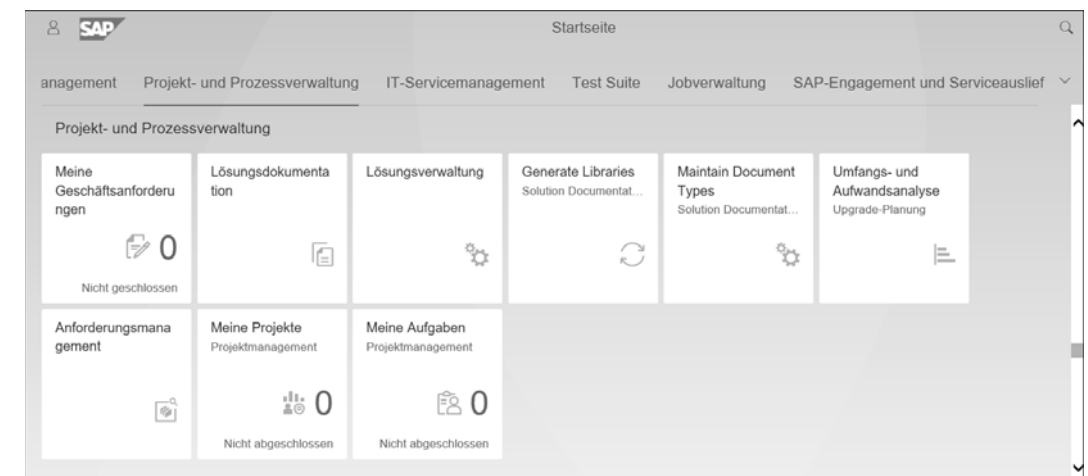 SAP
Startseite
anagement Projekt- und Prozessverwaltung IT-Servicemanagement Test Suite Jobverwaltung SAP-Engagement und Serviceauslief
Projekt- und Prozessverwaltung
Meine
Geschäftsanforderu
ngen
0
Nicht geschlossen
Lösungsdokumenta
tion
Lösungsverwaltung
Generate Libraries
Solution Documentat...
Maintain Document
Types
Solution Documentat...
Umfangs- und
Aufwandsanalyse
Upgrade-Planung
Anforderungsmana
gement
Meine Projekte
Projektmanagement
0
Nicht abgeschlossen
Meine Aufgaben
Projektmanagement
0
Nicht abgeschlossen